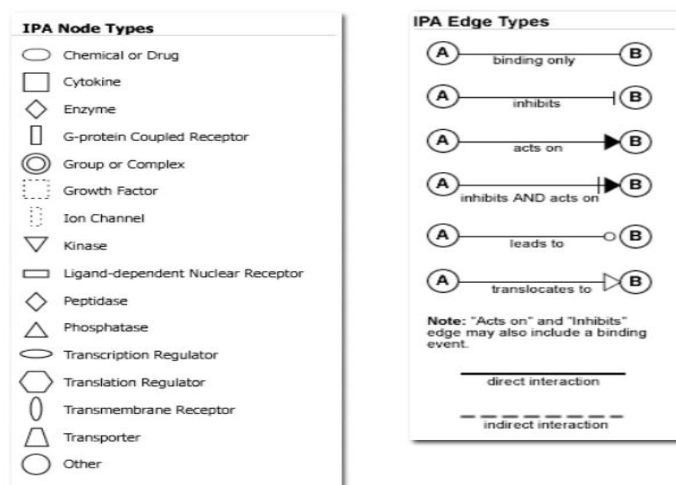 IPA Node Types
Chemical or Drug
Cytokine
Enzyme
G-protein Coupled Receptor
Group or Complex
Growth Factor
Ion Channel
Kinase
Ligand-dependent Nuclear Receptor
Peptidase
Phosphatase
Transcription Regulator
Translation Regulator
Transmembrane Receptor
Transporter
Other
IPA Edge Types
A binding only B
A inhibits B
A acts on B
A inhibits AND acts on B
A leads to B
A translocates to B
Note: "Acts on" and "Inhibits"
edge may also include a binding
event.
direct interaction
indirect interaction